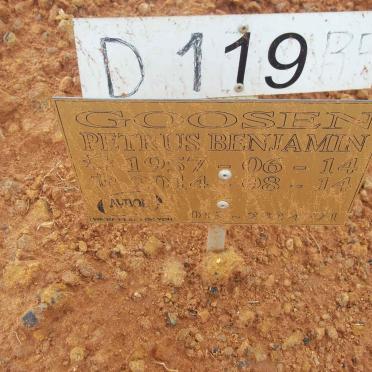 D 119
GOOSEN
PETRUS BENJAMIN
* 1937 - 06 - 14
2014 - 08 - 14
AVBOB